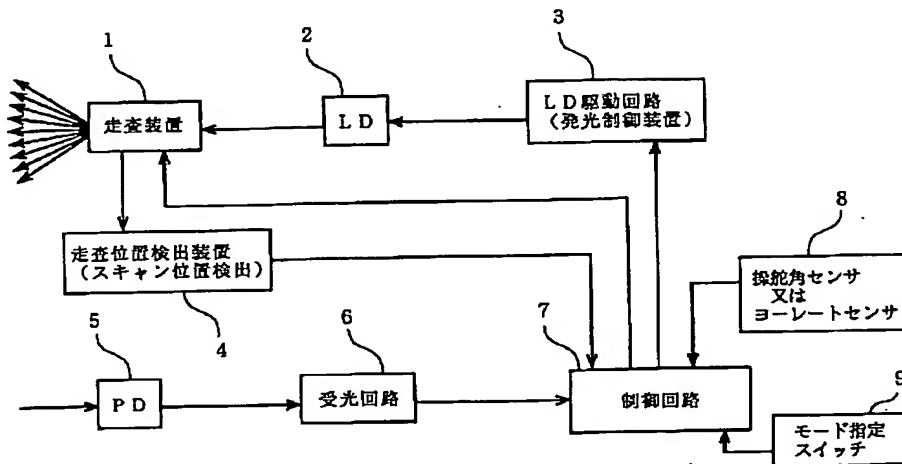 1
走査装置
2
LD
3
LD駆動回路
（発光制御装置）
走査位置検出装置
（スキャン位置検出）
4
5
PD
6
受光回路
7
制御回路
8
操舵角センサ
又は
ヨーレートセンサ
9
モード指定
スイッチ